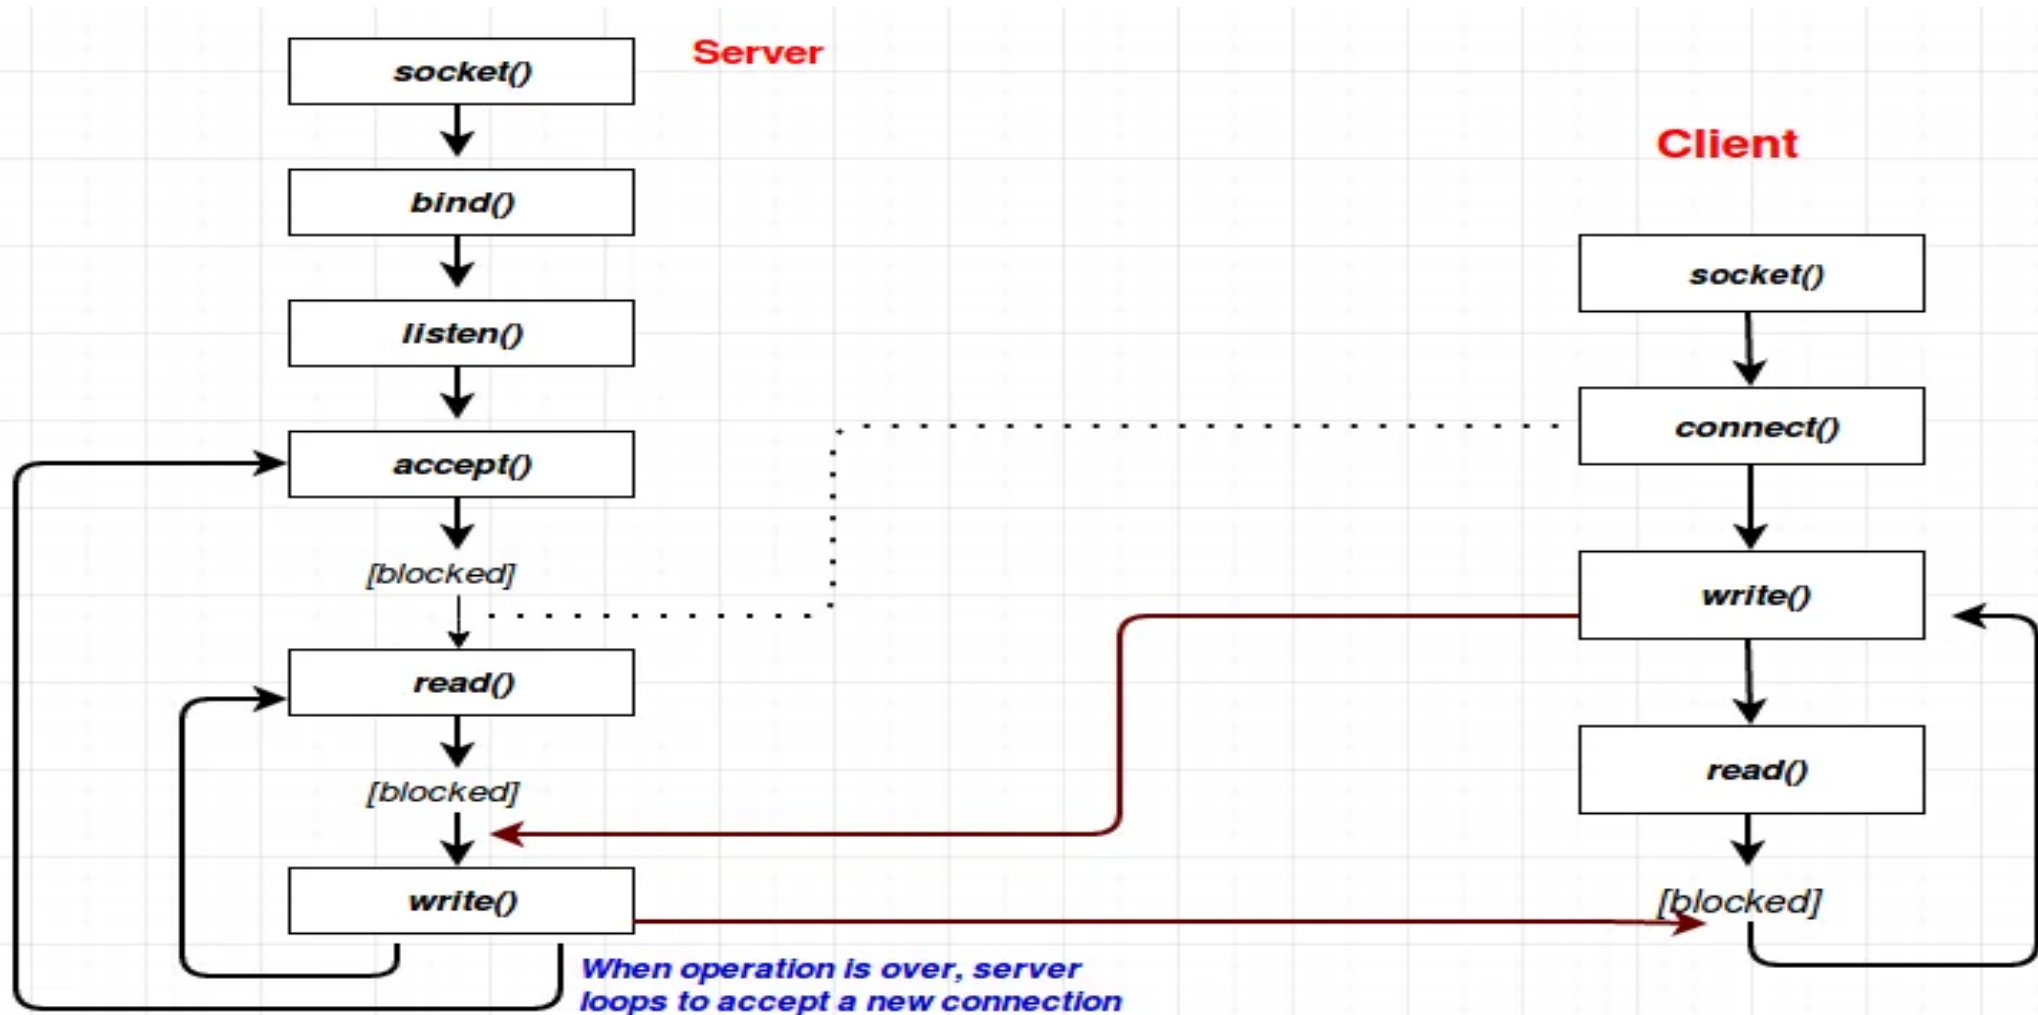 Server
socket()
bind()
listen()
accept()
[blocked]
read()
[blocked]
write()
When operation is over, server
loops to accept a new connection
Client
socket()
connect()
write()
read()
[blocked]